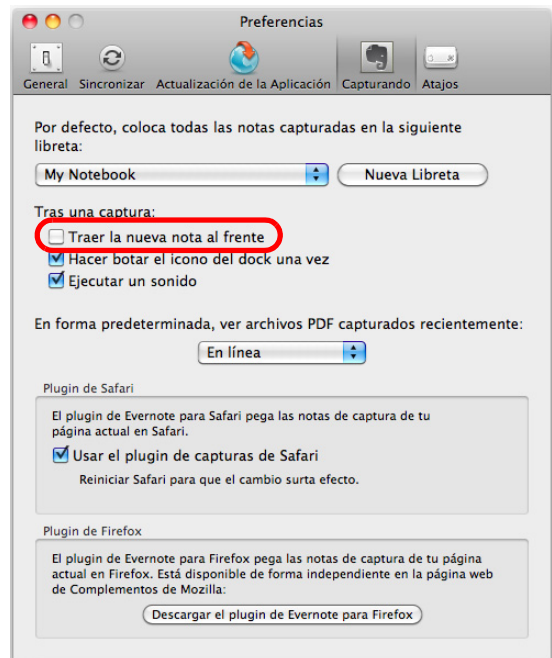 Preferencias
General Sincronizar Actualización de la Aplicación Capturando Atajos
Por defecto, coloca todas las notas capturadas en la siguiente
libreta:
My Notebook Nueva Libreta
Tras una captura:
Traer la nueva nota al frente
Hacer botar el icono del dock una vez
Ejecutar un sonido
En forma predeterminada, ver archivos PDF capturados recientemente:
En línea
Plugin de Safari
El plugin de Evernote para Safari pega las notas de captura de tu
página actual en Safari.
Usar el plugin de capturas de Safari
Reiniciar Safari para que el cambio surta efecto.
Plugin de Firefox
El plugin de Evernote para Firefox pega las notas de captura de tu página
actual en Firefox. Está disponible de forma independiente en la página web
de Complementos de Mozilla:
Descargar el plugin de Evernote para Firefox